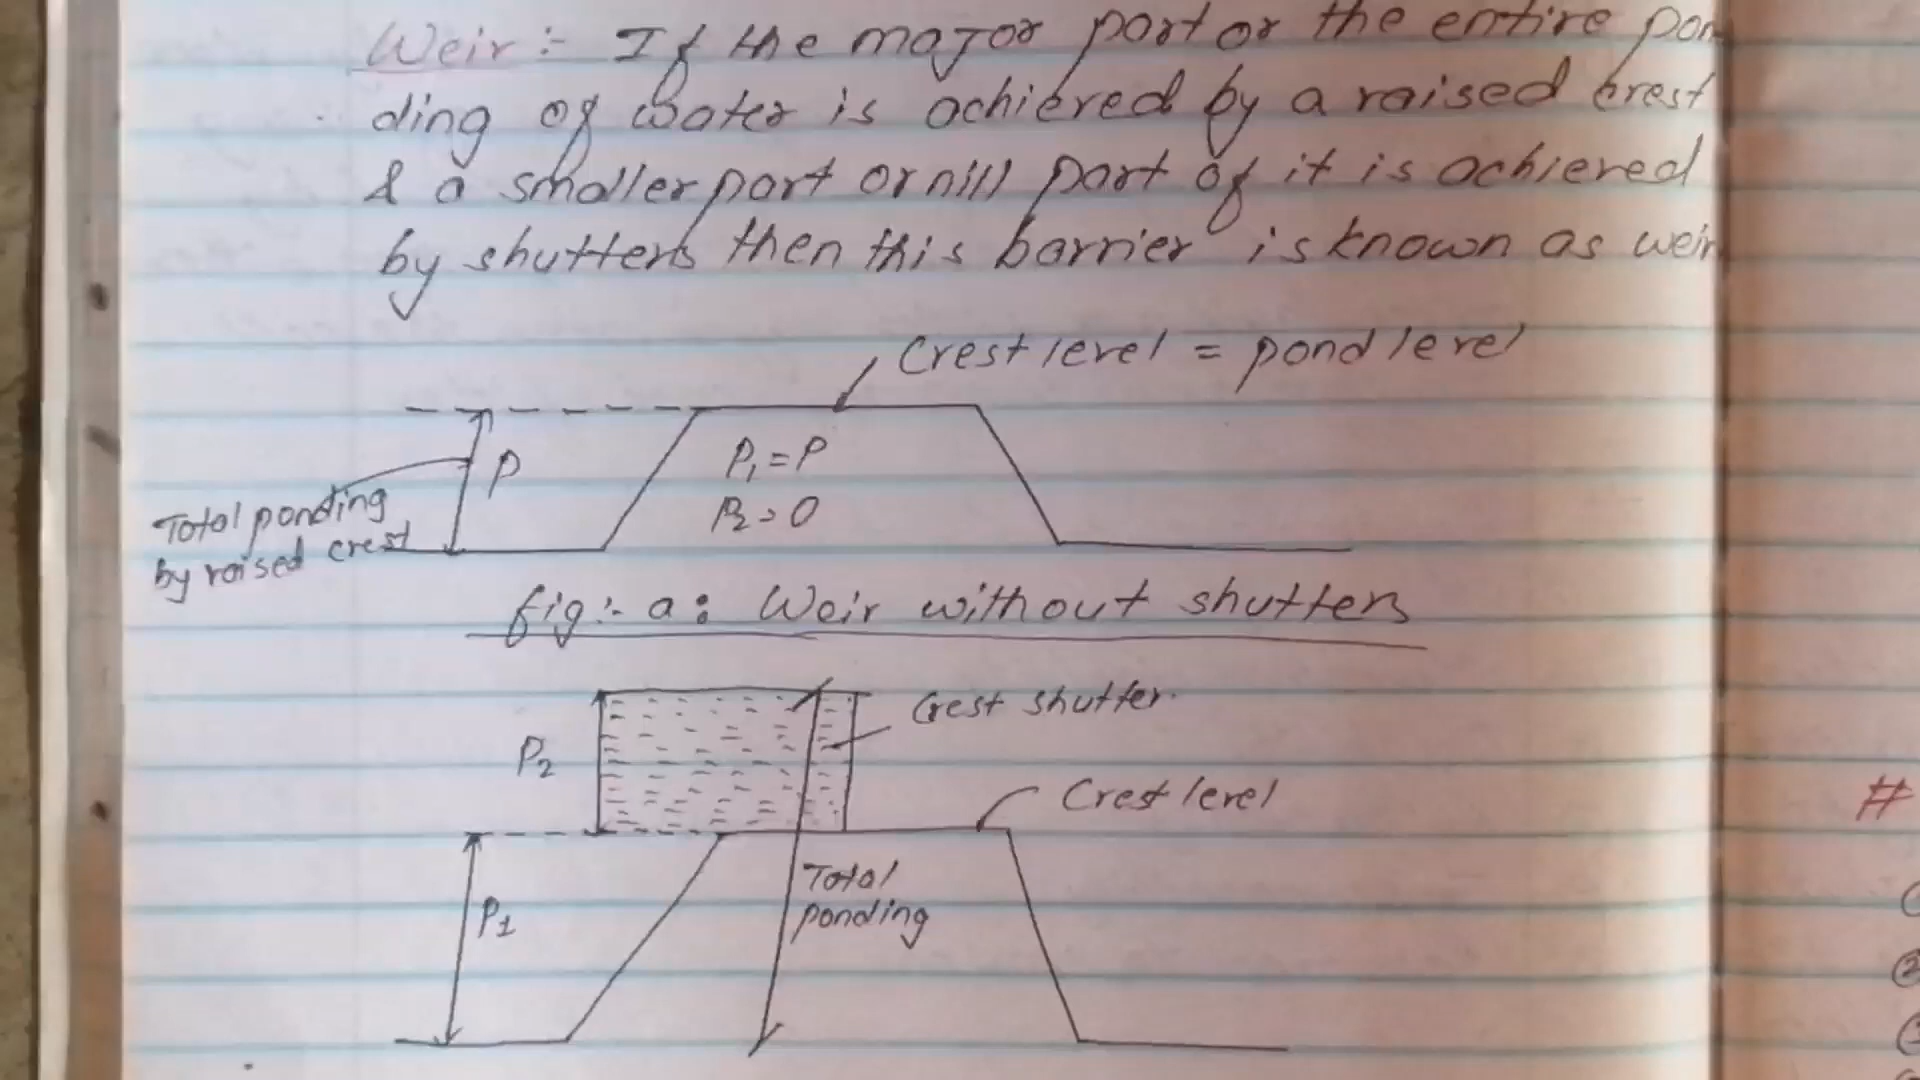 Weir :- If the major part or the entire pon
ding of water is achieved by a raised crest
& a smaller part or nill part of it is achieved
by shutters then this barrier is known as weir
Crest level = pond level
P
P1 = P
P2 = 0
Total ponding
by raised crest
fig:- a: Weir without shutters
Crest shutter.
P2
Crest level
Total
ponding
P1
#
②